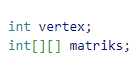 int vertex;
int[][] matriks;